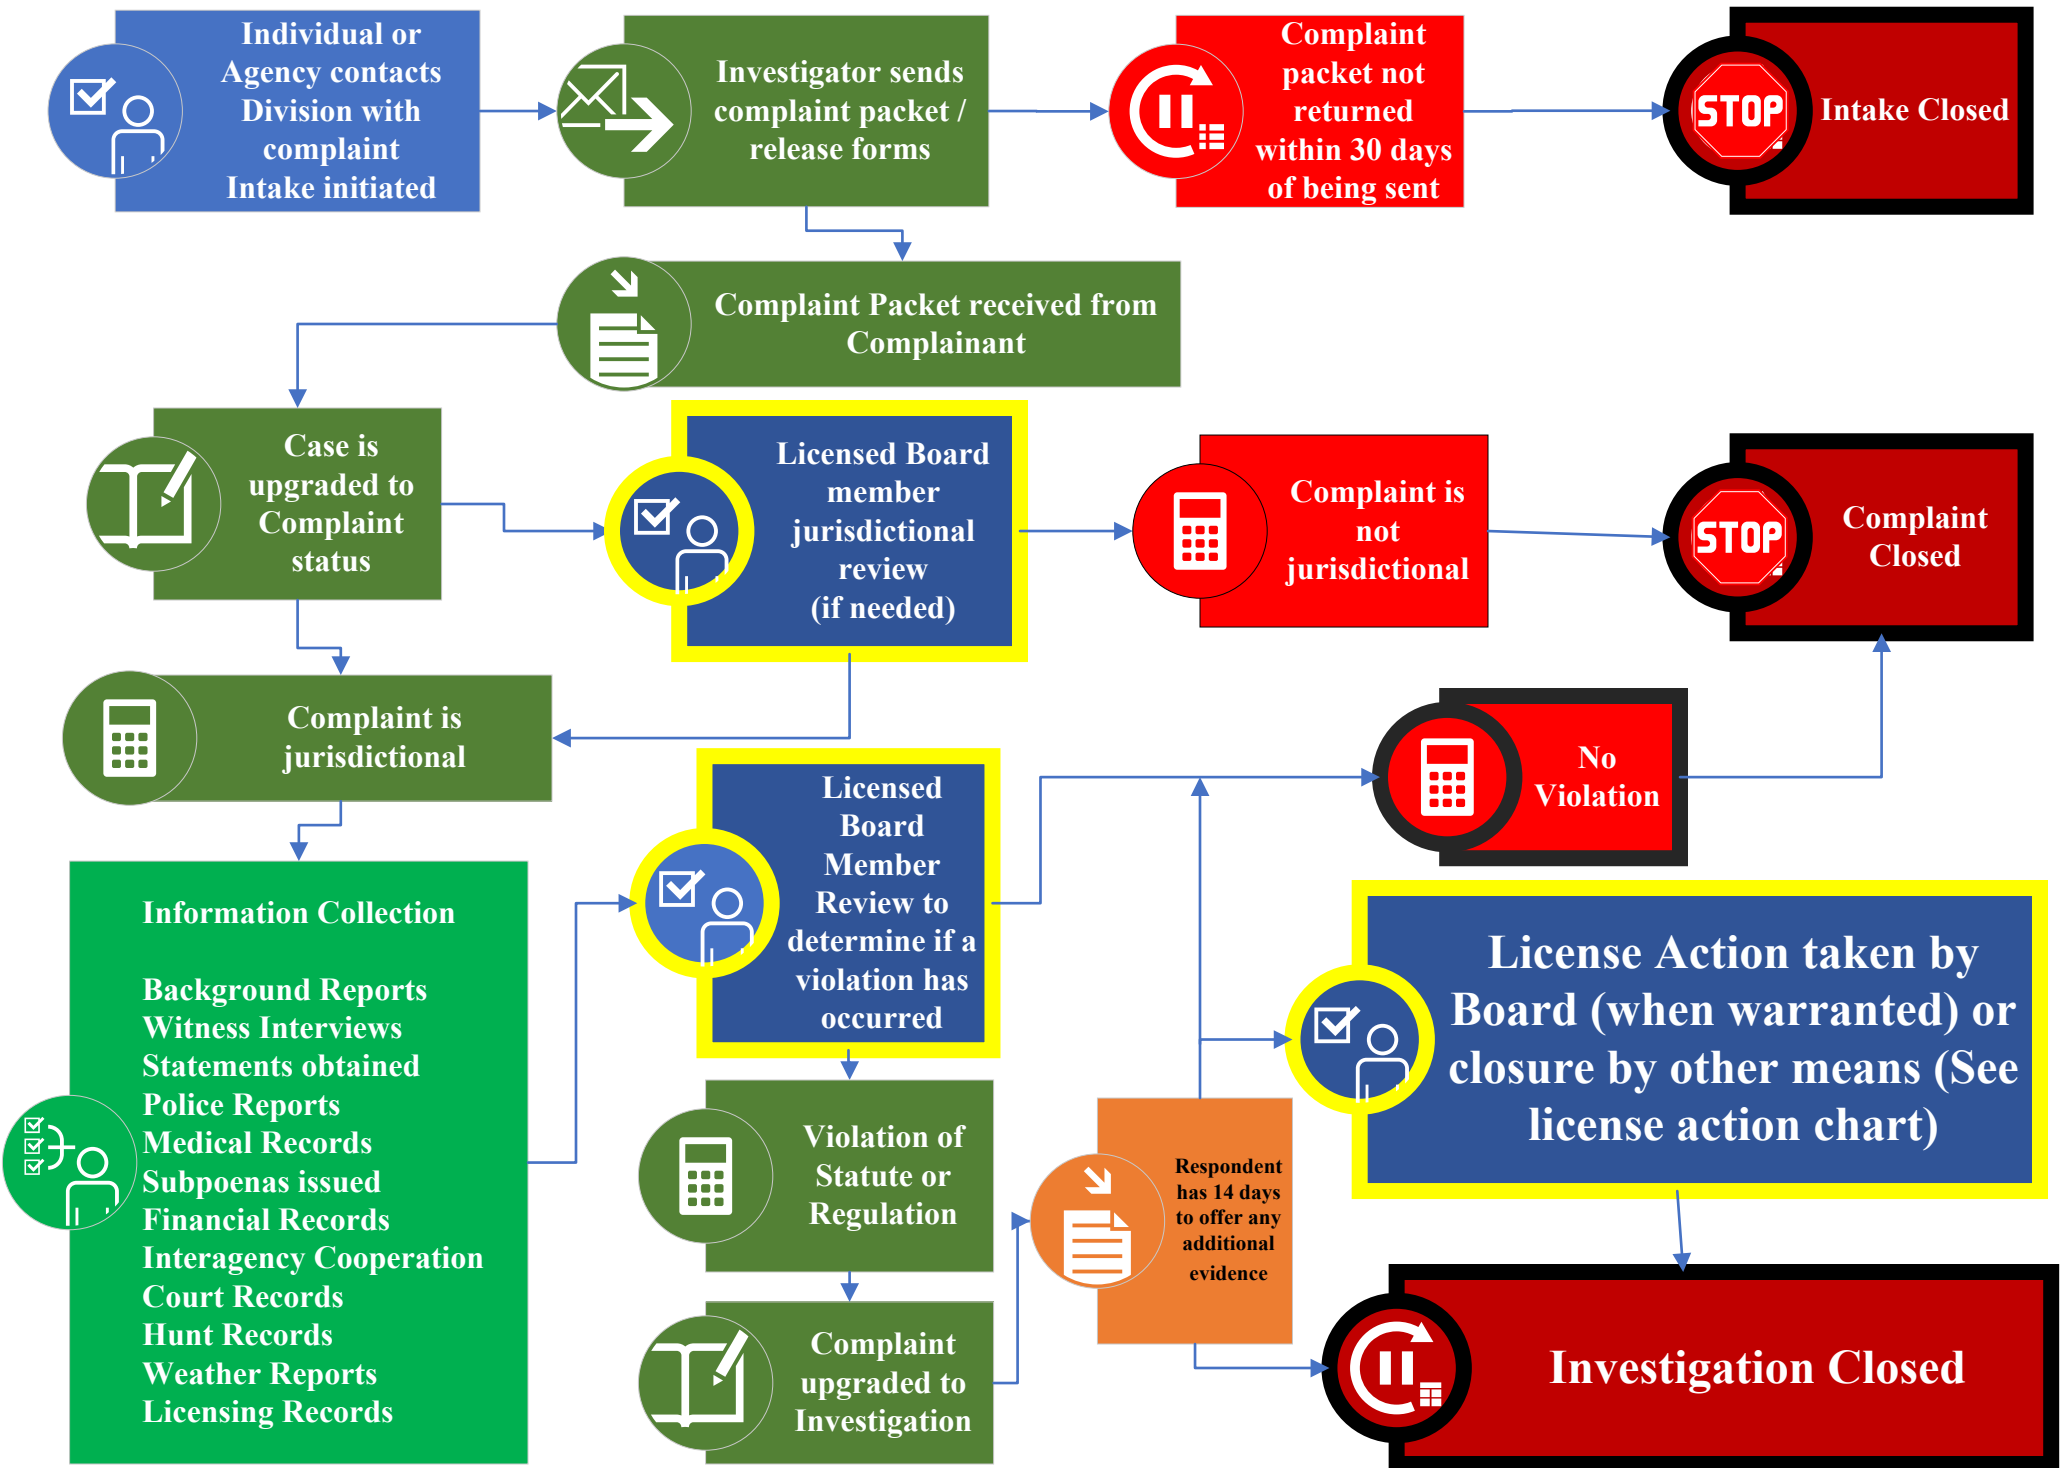 Individual or
Agency contacts
Division with
complaint
Intake initiated
Investigator sends
complaint packet /
release forms
Complaint
packet not
returned
within 30 days
of being sent
STOP
Intake Closed
Complaint Packet received from
Complainant
Case is
upgraded to
Complaint
status
Licensed Board
member
jurisdictional
review
(if needed)
Complaint is
not
jurisdictional
STOP
Complaint
Closed
Complaint is
jurisdictional
Licensed
Board
Member
Review to
determine if a
violation has
occurred
No
Violation
Information Collection
Background Reports
Witness Interviews
Statements obtained
Police Reports
Medical Records
Subpoenas issued
Financial Records
Interagency Cooperation
Court Records
Hunt Records
Weather Reports
Licensing Records
License Action taken by
Board (when warranted) or
closure by other means (See
license action chart)
Violation of
Statute or
Regulation
Respondent
has 14 days
to offer any
additional
evidence
Complaint
upgraded to
Investigation
Investigation Closed